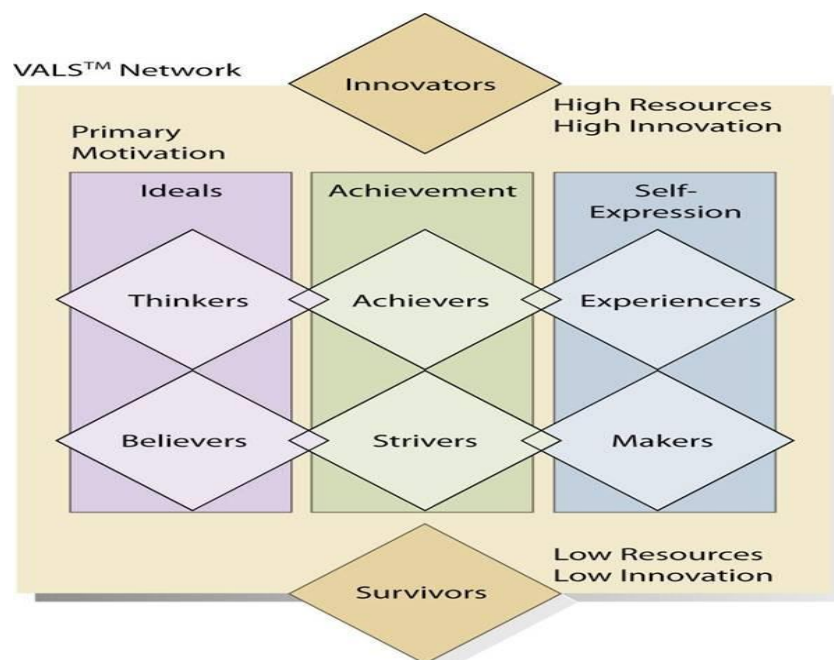 Innovators
VALS™ Network
High Resources
High Innovation
Primary
Motivation
Ideals
Achievement
Self-
Expression
Thinkers
Achievers
Experiencers
Believers
Strivers
Makers
Low Resources
Low Innovation
Survivors